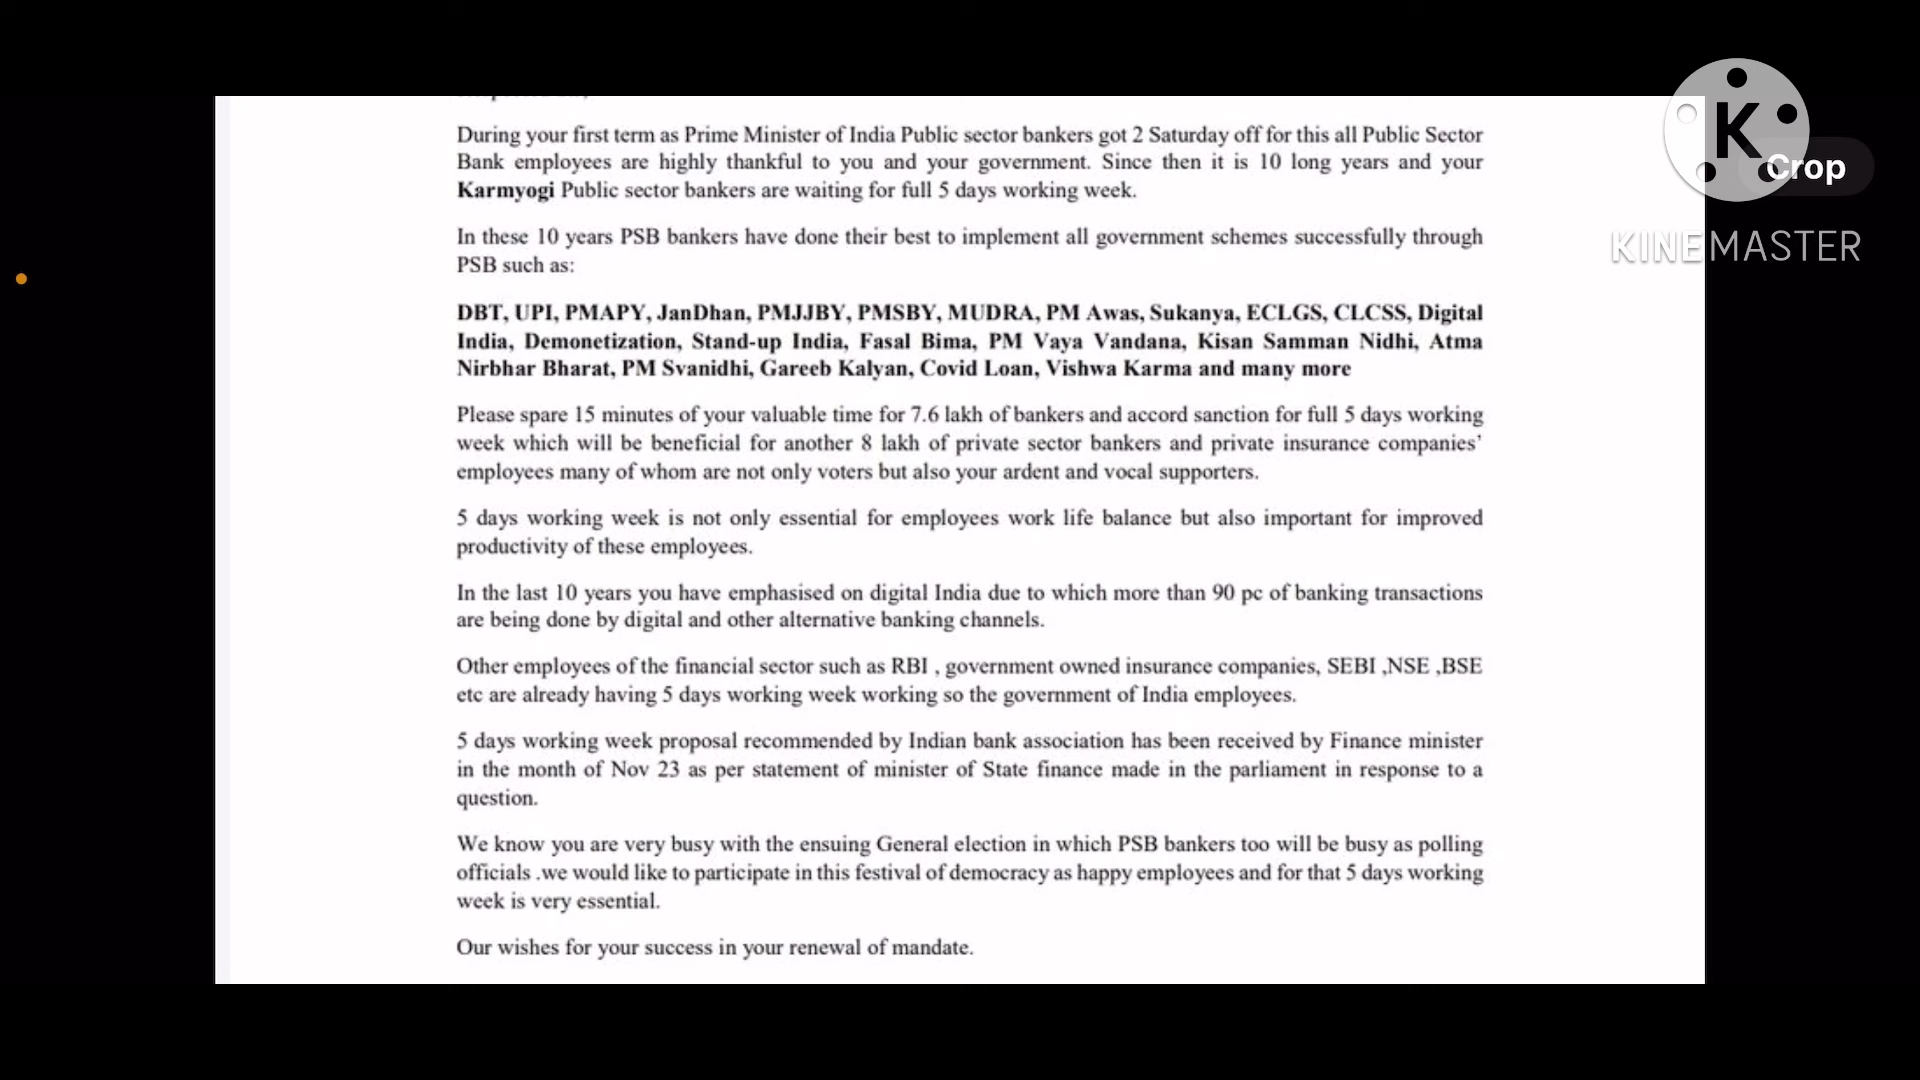 During your first term as Prime Minister of India Public sector bankers got 2 Saturday off for this all Public Sector
Bank employees are highly thankful to you and your government. Since then it is 10 long years and your
Karmyogi Public sector bankers are waiting for full 5 days working week.
In these 10 years PSB bankers have done their best to implement all government schemes successfully through
PSB such as:
DBT, UPI, PMAPY, JanDhan, PMJJBY, PMSBY, MUDRA, PM Awas, Sukanya, ECLGS, CLCSS, Digital
India, Demonetization, Stand-up India, Fasal Bima, PM Vaya Vandana, Kisan Samman Nidhi, Atma
Nirbhar Bharat, PM Svanidhi, Gareeb Kalyan, Covid Loan, Vishwa Karma and many more
Please spare 15 minutes of your valuable time for 7.6 lakh of bankers and accord sanction for full 5 days working
week which will be beneficial for another 8 lakh of private sector bankers and private insurance companies'
employees many of whom are not only voters but also your ardent and vocal supporters.
5 days working week is not only essential for employees work life balance but also important for improved
productivity of these employees.
In the last 10 years you have emphasised on digital India due to which more than 90 pc of banking transactions
are being done by digital and other alternative banking channels.
Other employees of the financial sector such as RBI , government owned insurance companies, SEBI ,NSE ,BSE
etc are already having 5 days working week working so the government of India employees.
5 days working week proposal recommended by Indian bank association has been received by Finance minister
in the month of Nov 23 as per statement of minister of State finance made in the parliament in response to a
question.
We know you are very busy with the ensuing General election in which PSB bankers too will be busy as polling
officials .we would like to participate in this festival of democracy as happy employees and for that 5 days working
week is very essential.
Our wishes for your success in your renewal of mandate.
K
Crop
KINEMASTER